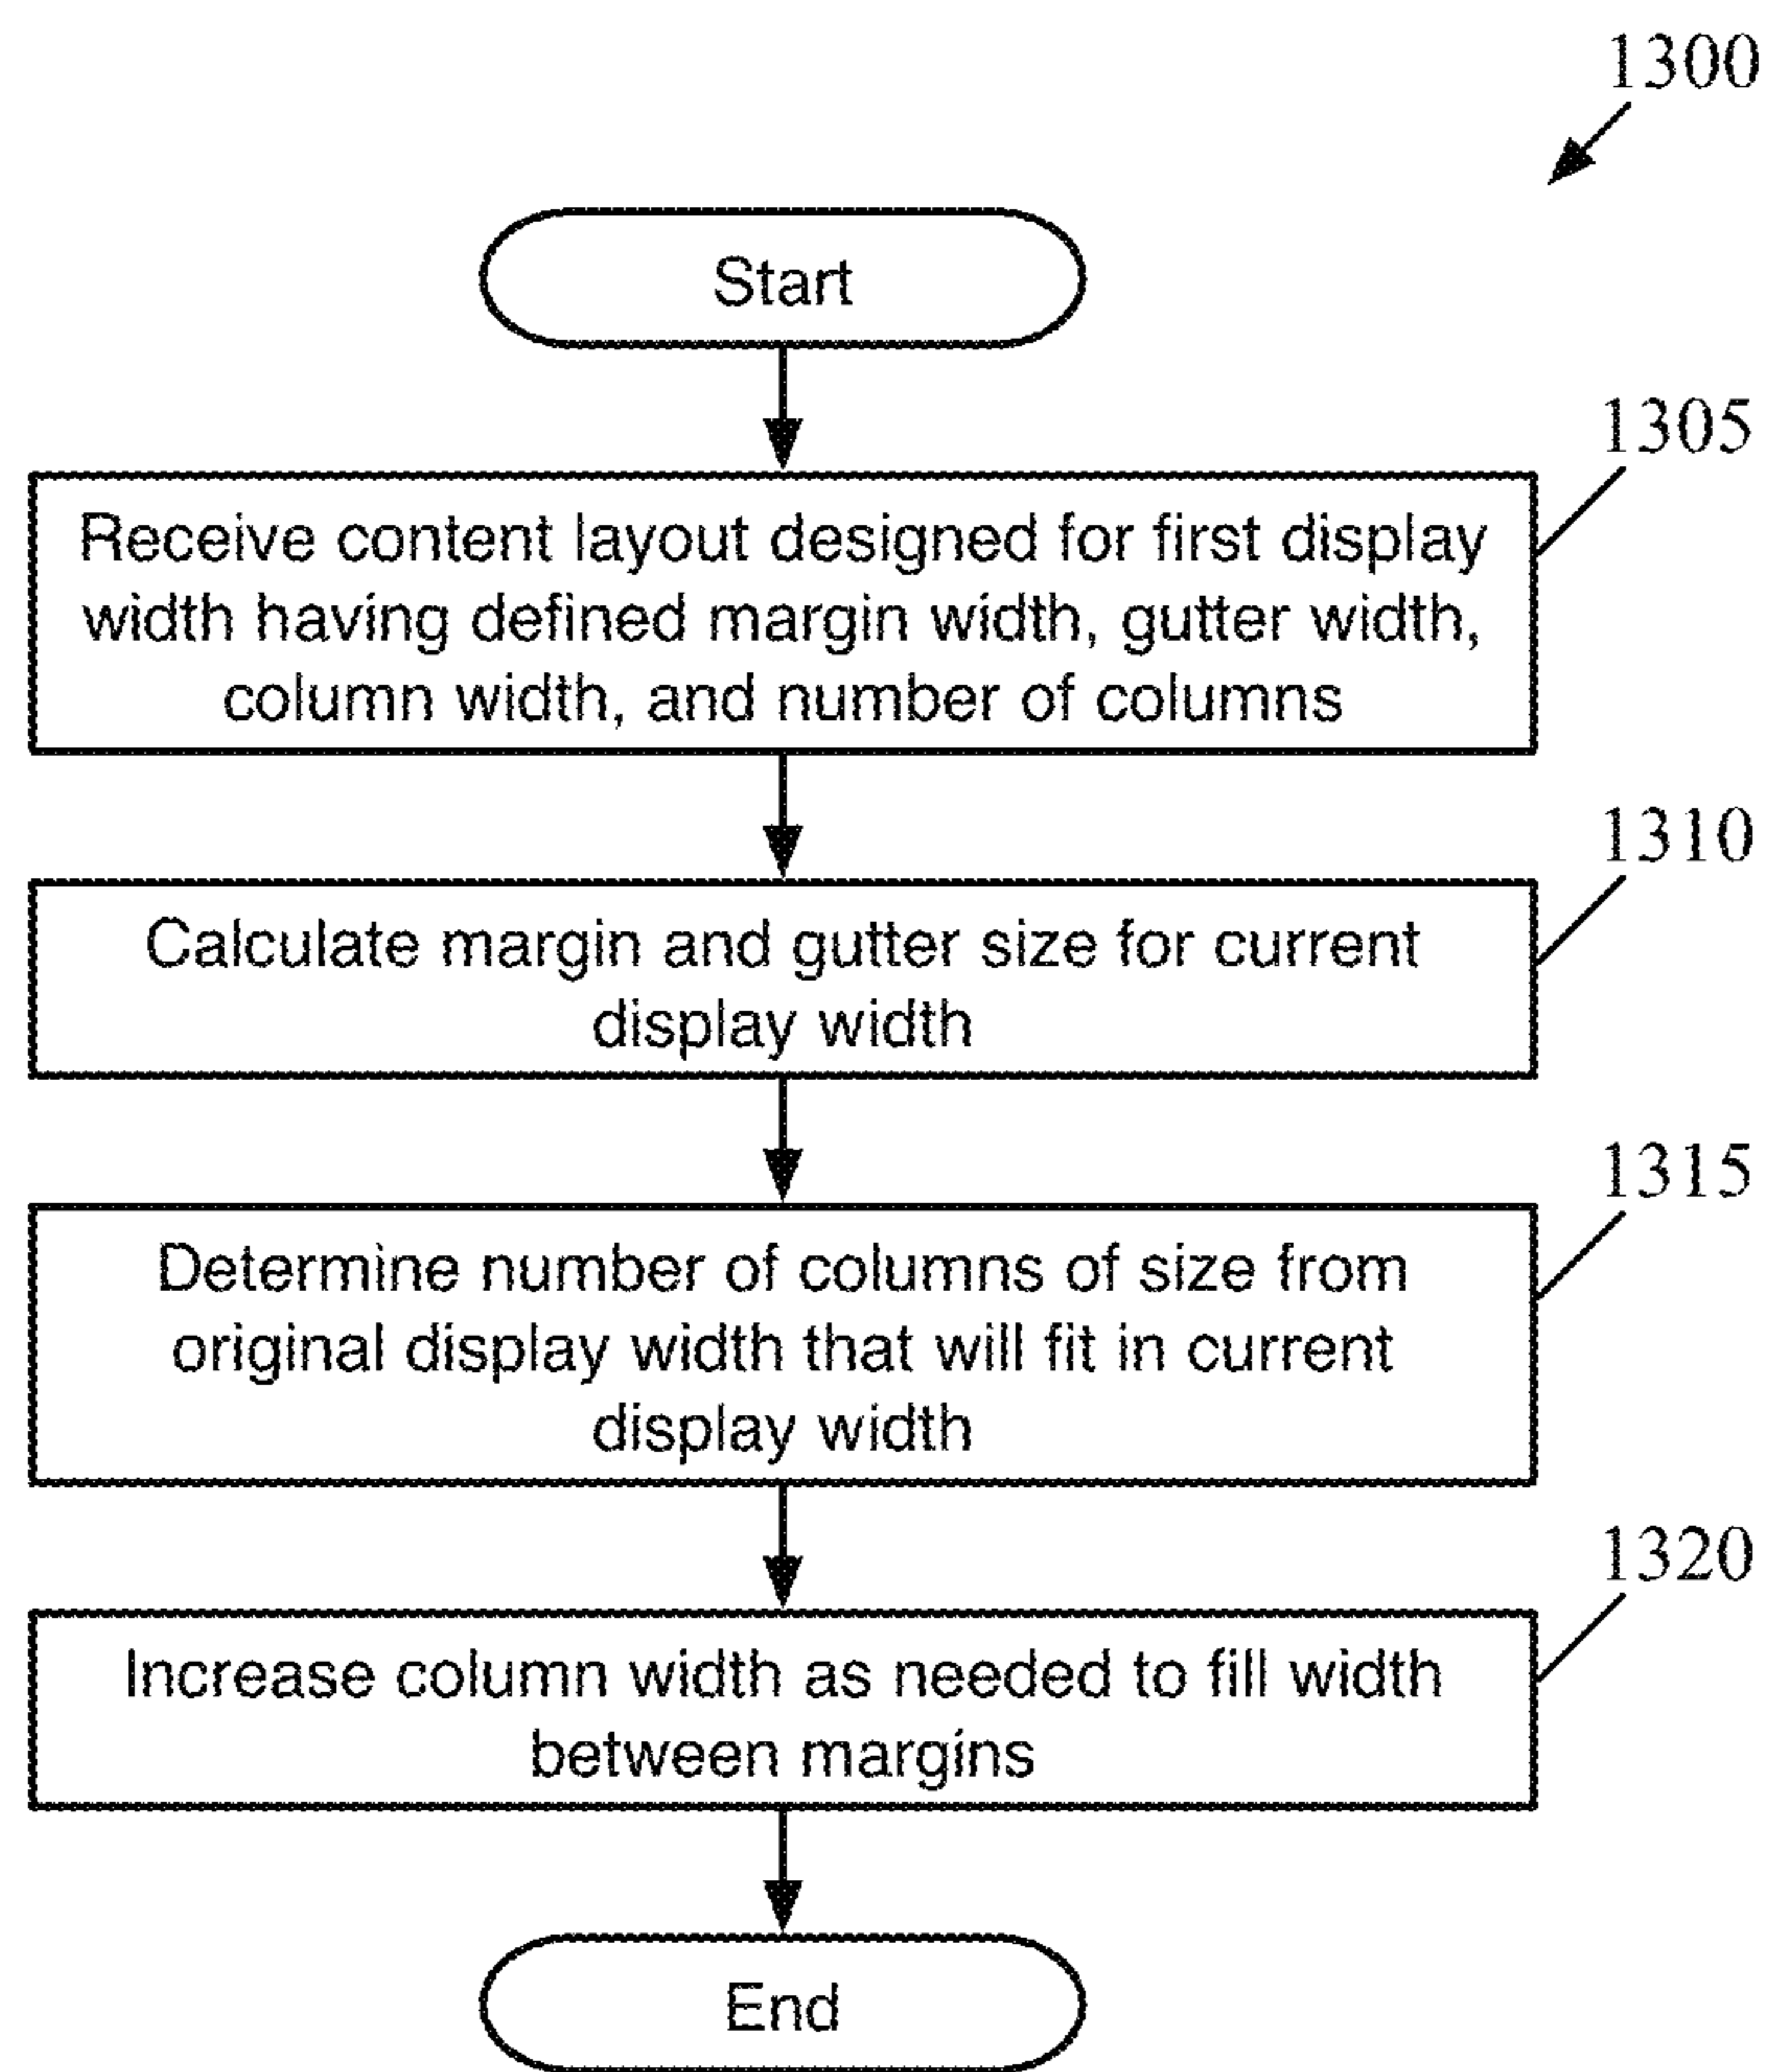 1300
Start
1305
Receive content layout designed for first display
width having defined margin width, gutter width,
column width, and number of columns
1310
Calculate margin and gutter size for current
display width
1315
Determine number of columns of size from
original display width that will fit in current
display width
1320
Increase column width as needed to fill width
between margins
End